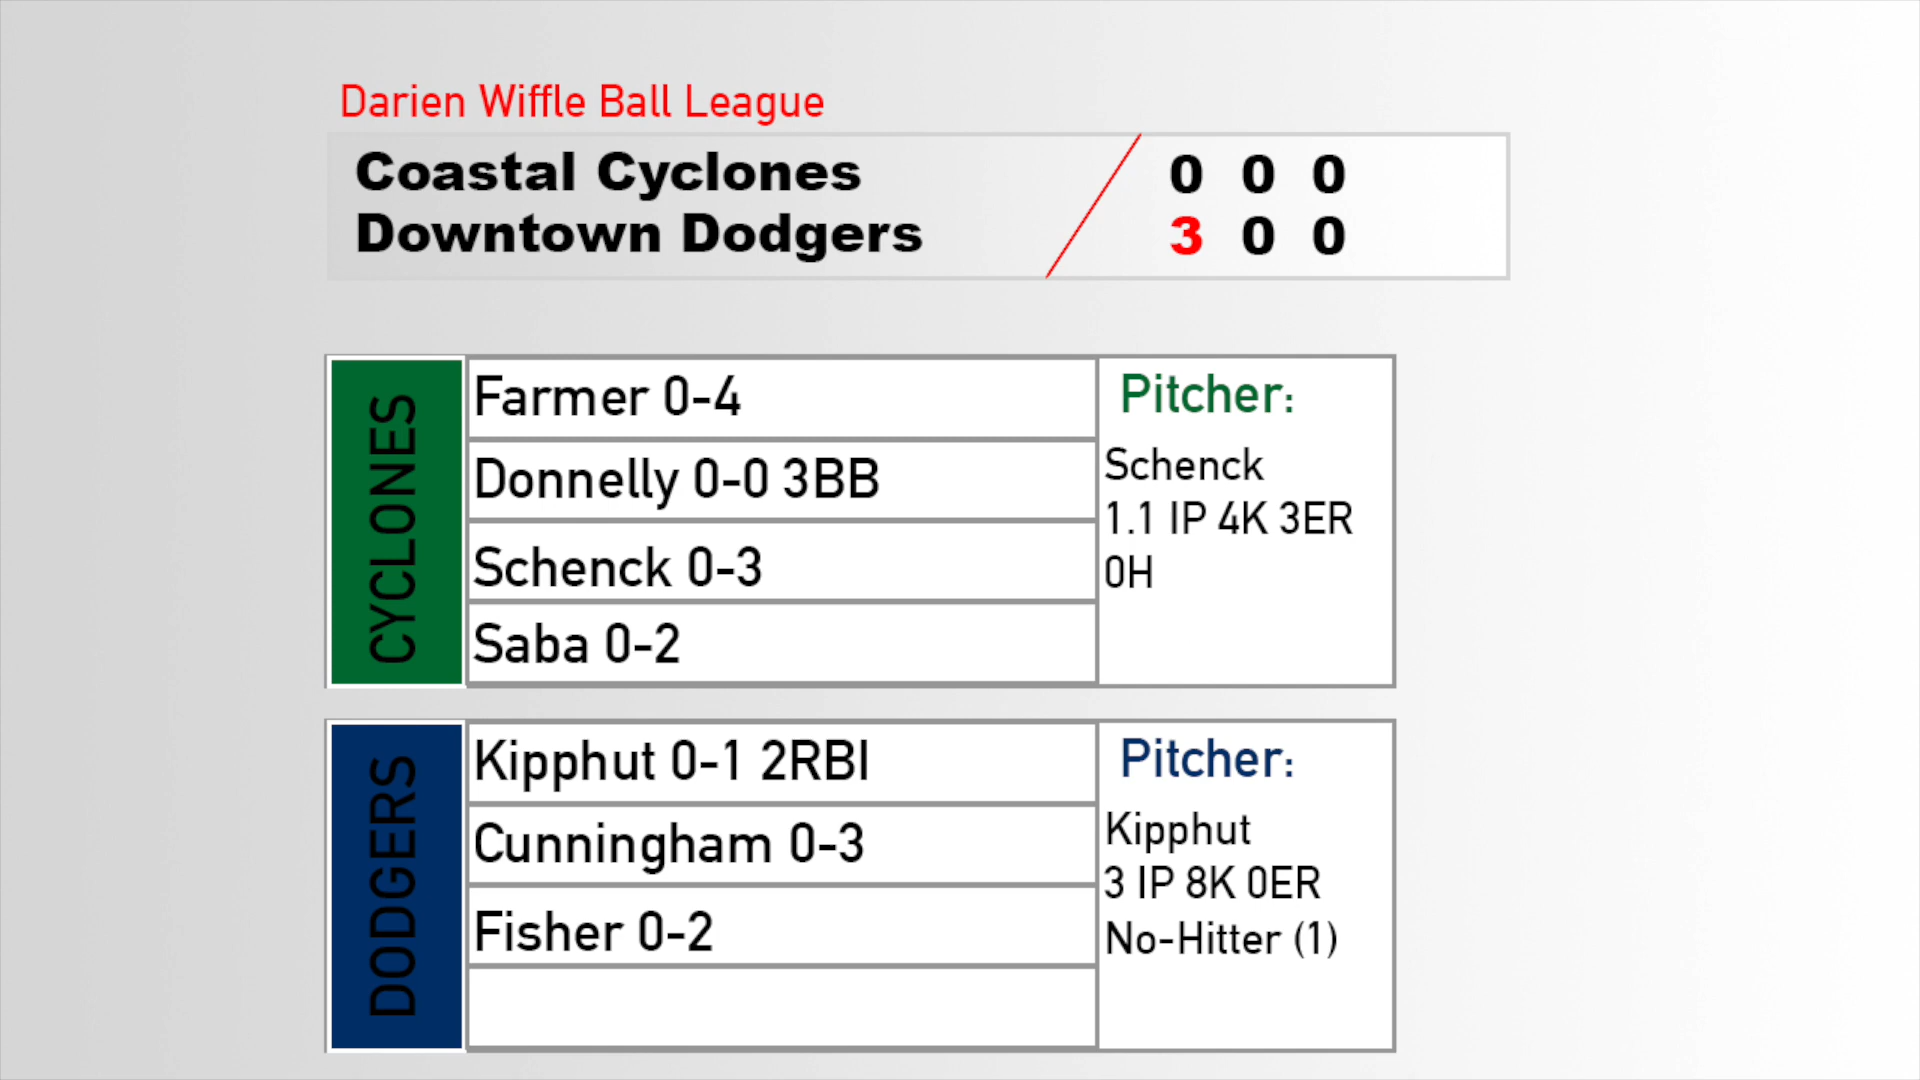 Darien Wiffle Ball League
Coastal Cyclones 0 0 0
Downtown Dodgers 3 0 0
CYCLONES
Farmer 0-4
Donnelly 0-0 3BB
Schenck 0-3
Saba 0-2
Pitcher:
Schenck
1.1 IP 4K 3ER
0H
DODGERS
Kipphut 0-1 2RBI
Cunningham 0-3
Fisher 0-2
Pitcher:
Kipphut
3 IP 8K 0ER
No-Hitter (1)